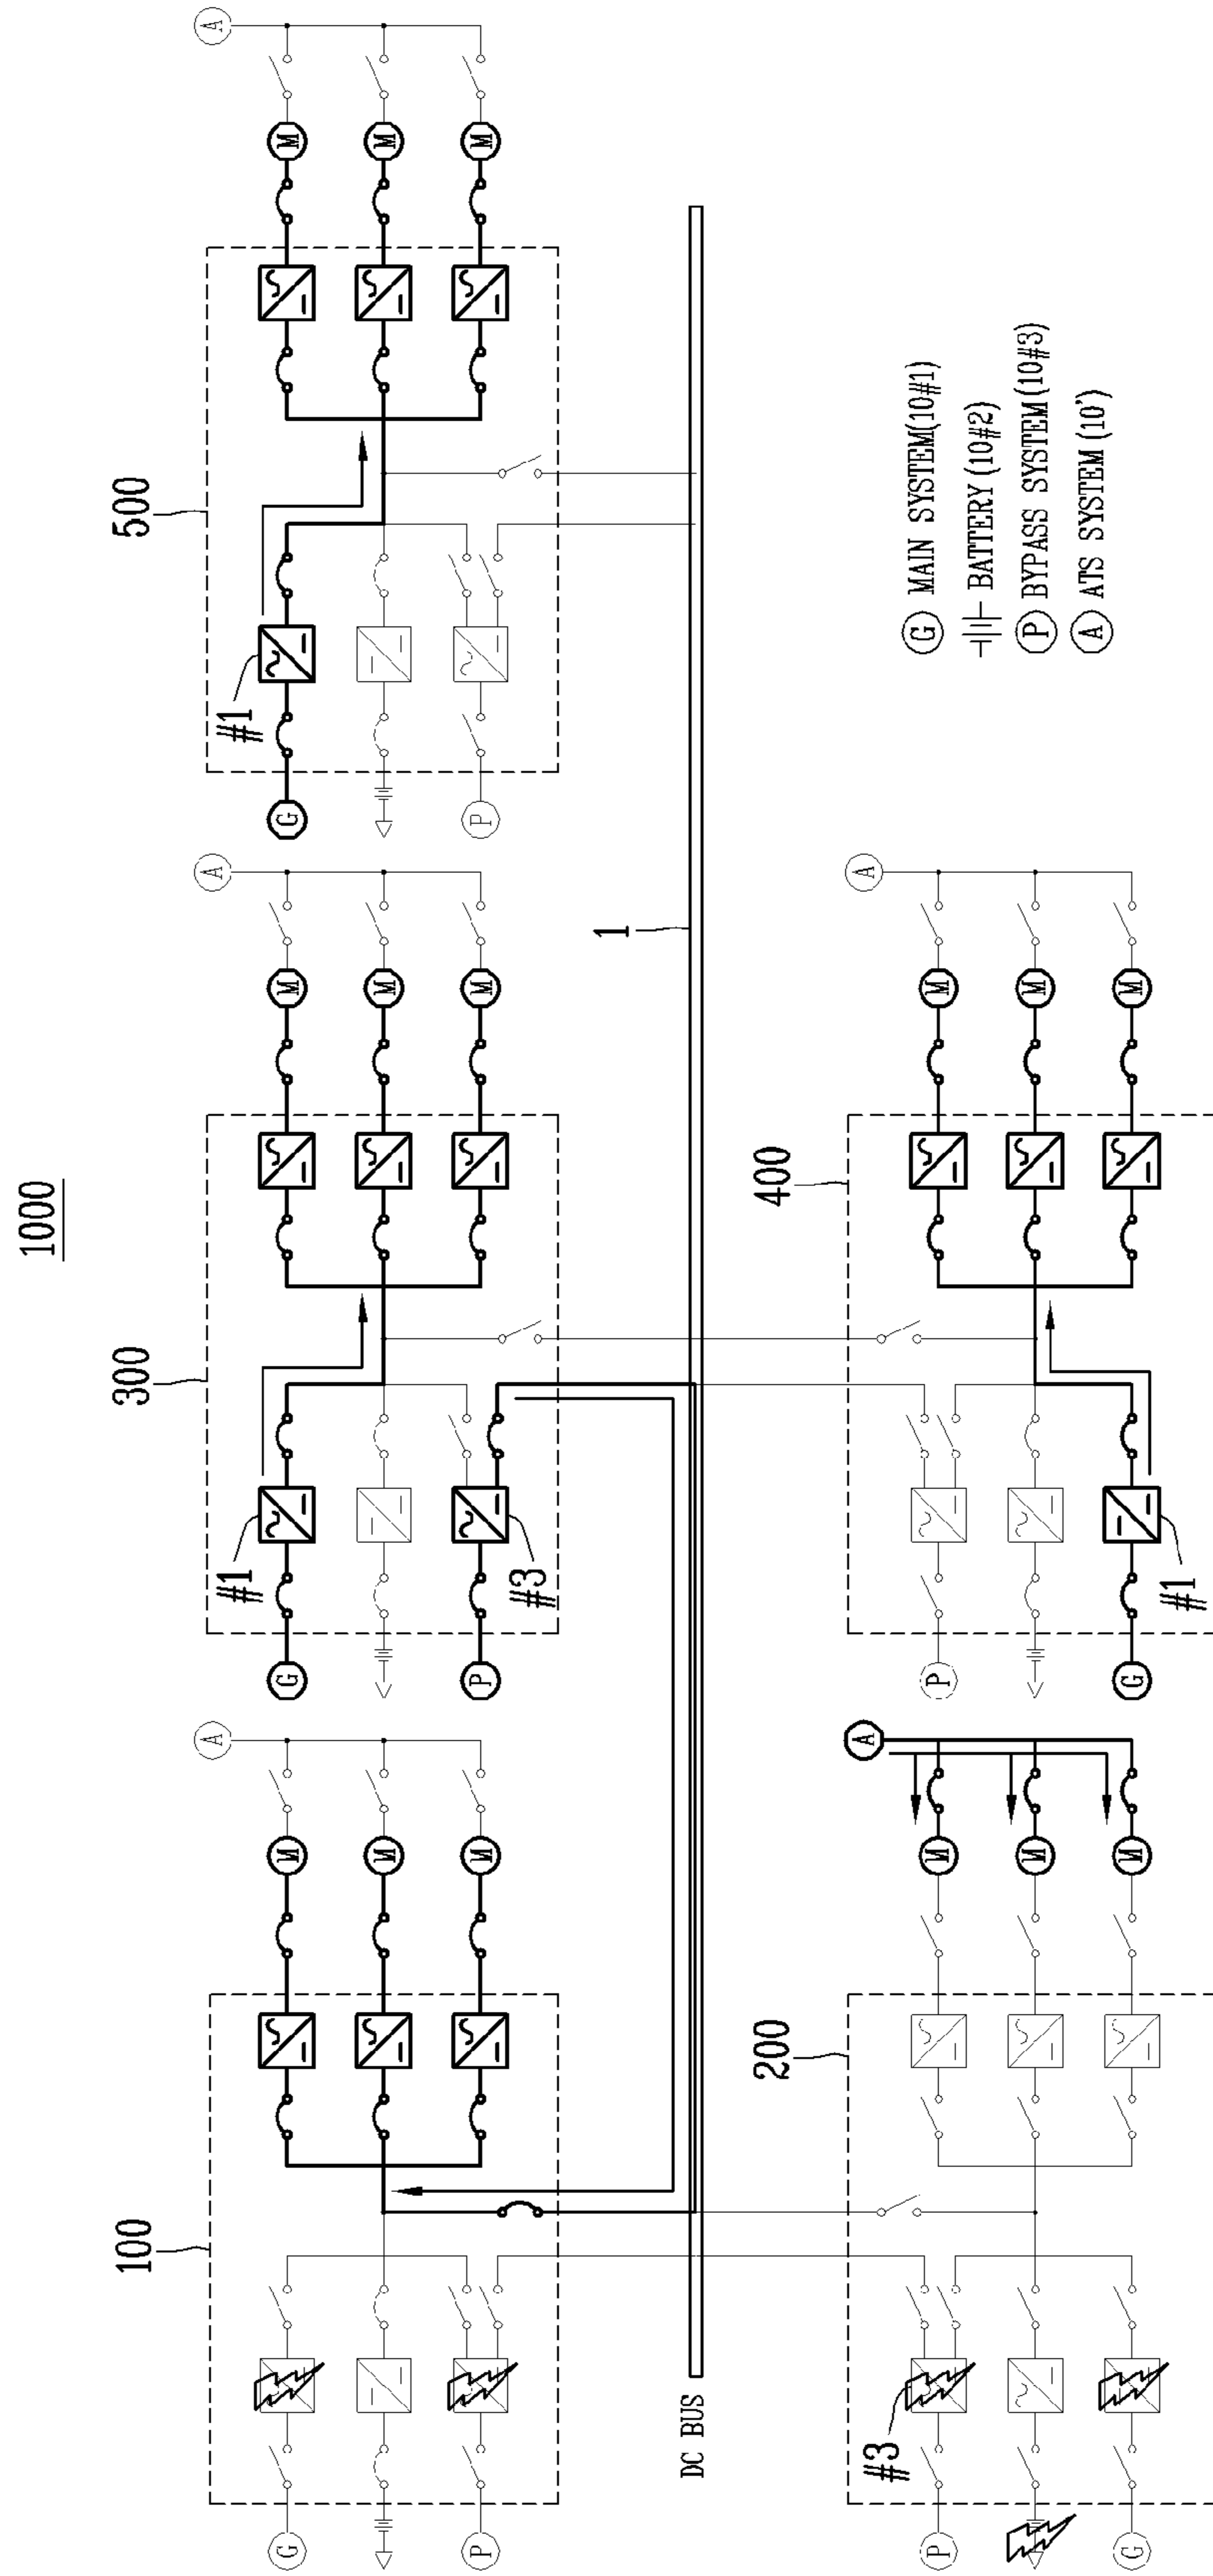 1000
100
G
P
M
M
M
A
300
#1
#3
G
P
M
M
M
A
500
#1
G
P
M
M
M
A
DC BUS
1
200
#3
P
G
M
M
M
A
400
#1
P
G
M
M
M
A
G MAIN SYSTEM(10#1)
BATTERY (10#2)
P BYPASS SYSTEM (10#3)
A ATS SYSTEM (10')